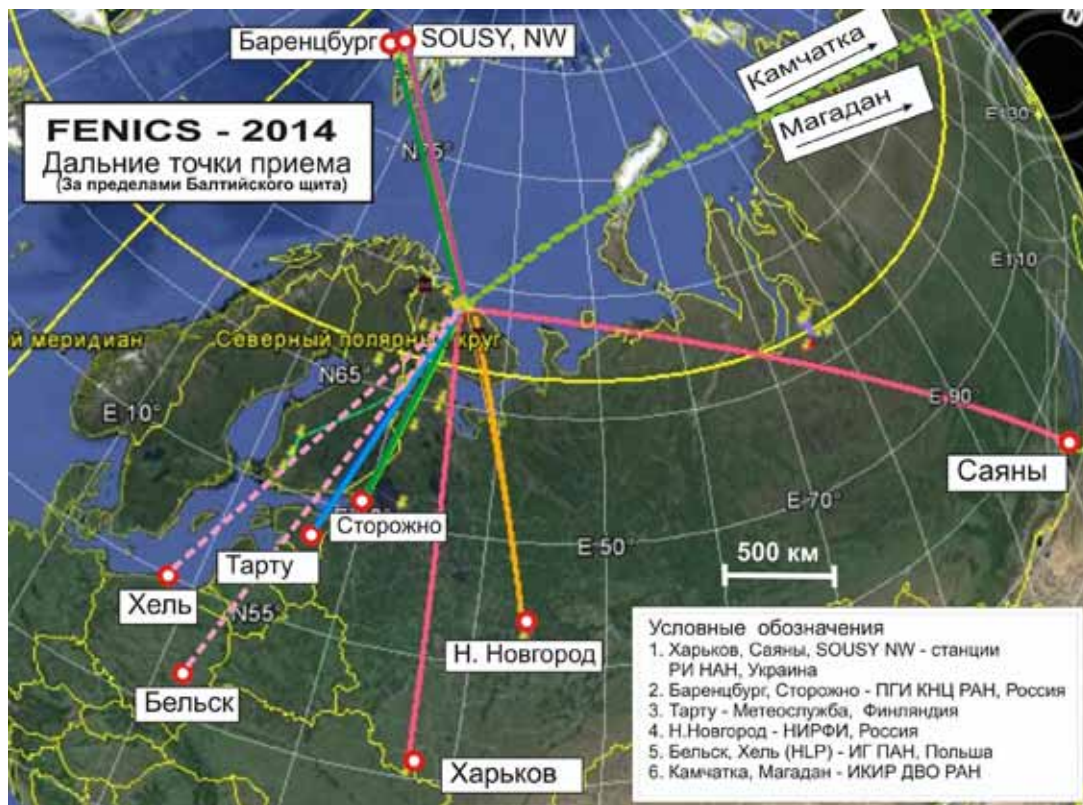 Баренцбург
SOUSY, NW
Камчатка
Магадан
FENICS - 2014
Дальние точки приема
(За пределами Балтийского щита)
N75°
E130°
E110
ой меридиан
Северный полярный круг
N65°
E 10°
E 90
Саяны
E 70°
Сторожно
E 50°
500 км
Тарту
Хель
N55°
Н. Новгород
Бельск
Харьков
Условные обозначения
1. Харьков, Саяны, SOUSY NW - станции
РИ НАН, Украина
2. Баренцбург, Сторожно - ПГИ КНЦ РАН, Россия
3. Тарту - Метеослужба, Финляндия
4. Н.Новгород - НИРФИ, Россия
5. Бельск, Хель (HLP) - ИГ ПАН, Польша
6. Камчатка, Магадан - ИКИР ДВО РАН